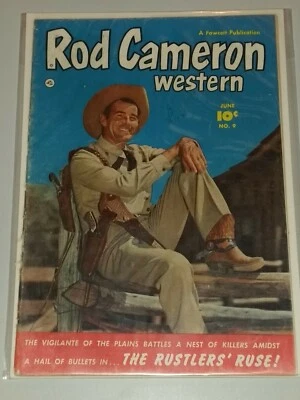 A Fawcett Publication
Rod Cameron
western
JUNE
10¢
NO. 9
THE VIGILANTE OF THE PLAINS BATTLES A NEST OF KILLERS AMIDST
A HAIL OF BULLETS IN... THE RUSTLERS' RUSE!